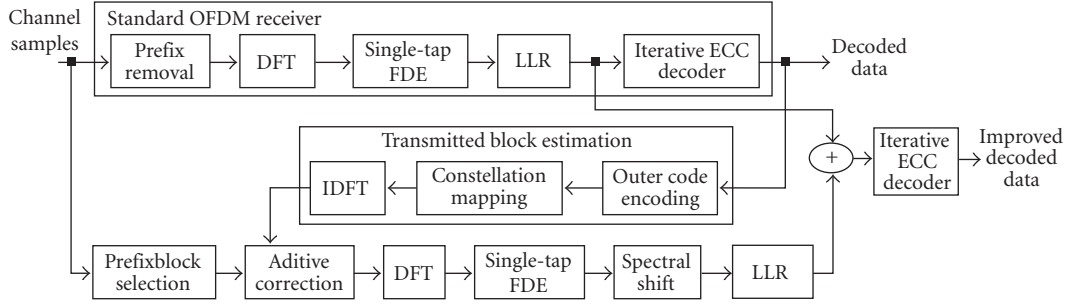 Channel
samples
Standard OFDM receiver
Prefix
removal
DFT
Single-tap
FDE
LLR
Iterative ECC
decoder
Decoded
data
Transmitted block estimation
IDFT
Constellation
mapping
Outer code
encoding
+
Iterative
ECC
decoder
Improved
decoded
data
Prefixblock
selection
Aditive
correction
DFT
Single-tap
FDE
Spectral
shift
LLR